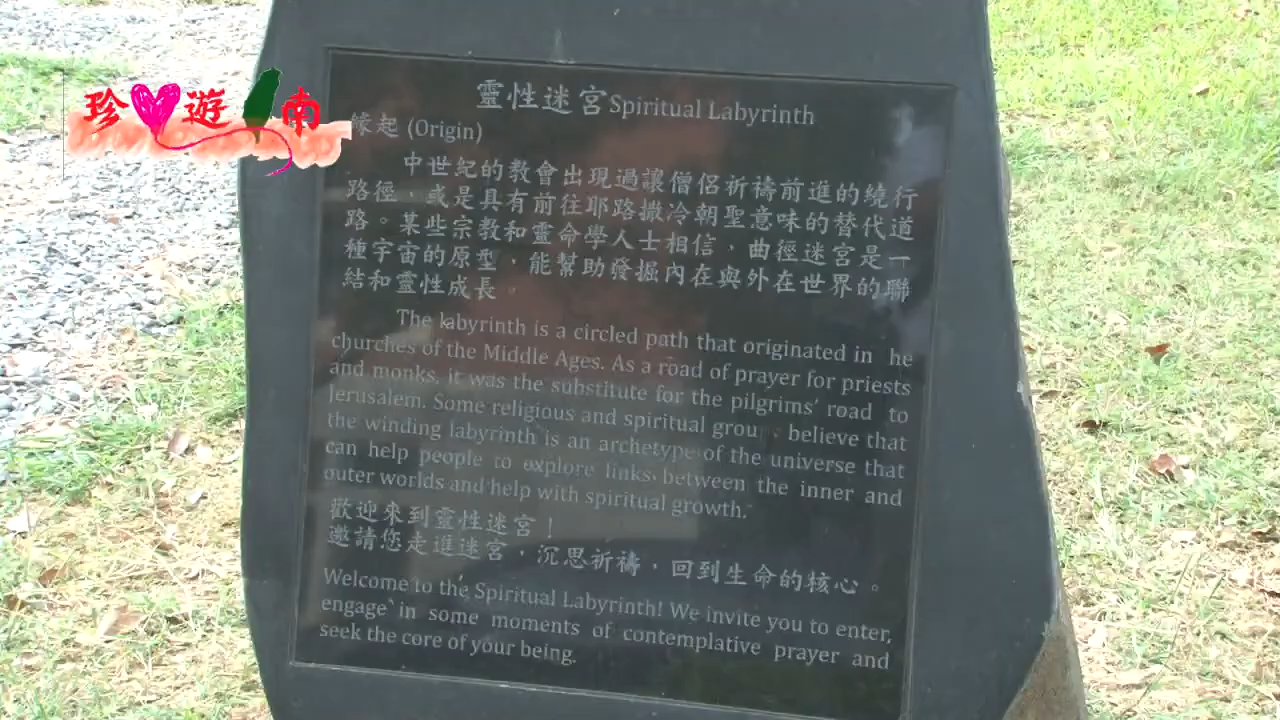 珍 遊 南
靈性迷宮 Spiritual Labyrinth
緣起 (Origin)
中世紀的教會出現過讓僧侶祈禱前進的繞行
路徑，或是具有前往耶路撒冷朝聖意味的替代道
路。某些宗教和靈命學人士相信，曲徑迷宮是一
種宇宙的原型，能幫助發掘內在與外在世界的聯
結和靈性成長。
The labyrinth is a circled path that originated in he
churches of the Middle Ages. As a road of prayer for priests
and monks, it was the substitute for the pilgrims' road to
Jerusalem. Some religious and spiritual grou believe that
the winding labyrinth is an archetype of the universe that
can help people to explore links between the inner and
outer worlds and help with spiritual growth.
歡迎來到靈性迷宮！
邀請您走進迷宮，沉思祈禱，回到生命的核心。
Welcome to the Spiritual Labyrinth! We invite you to enter,
engage in some moments of contemplative prayer and
seek the core of your being.